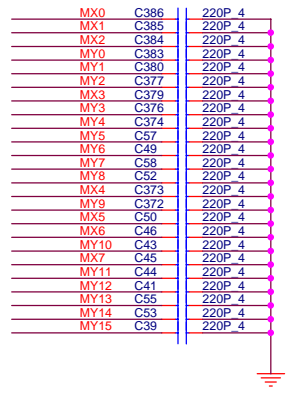 MX0 C386 220P_4
MX1 C385 220P_4
MX2 C384 220P_4
MY0 C383 220P_4
MY1 C380 220P_4
MY2 C377 220P_4
MX3 C379 220P_4
MY3 C376 220P_4
MY4 C374 220P_4
MY5 C57 220P_4
MY6 C49 220P_4
MY7 C58 220P_4
MY8 C52 220P_4
MX4 C373 220P_4
MY9 C372 220P_4
MX5 C50 220P_4
MX6 C46 220P_4
MY10 C43 220P_4
MX7 C45 220P_4
MY11 C44 220P_4
MY12 C41 220P_4
MY13 C55 220P_4
MY14 C53 220P_4
MY15 C39 220P_4